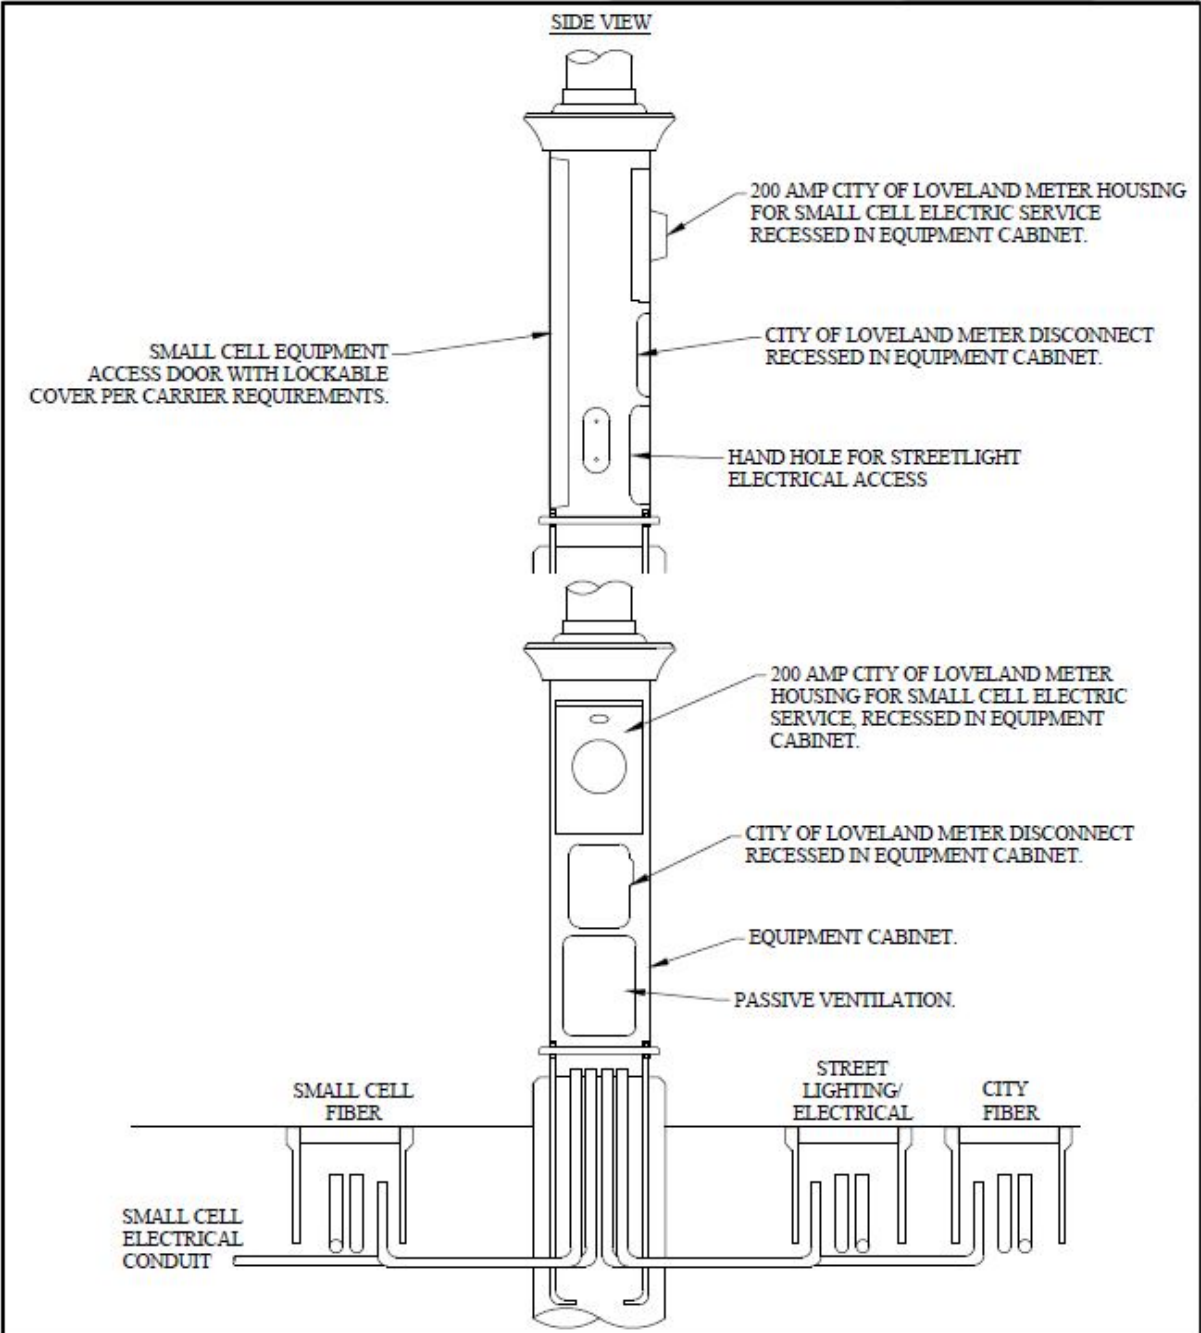 SIDE VIEW
200 AMP CITY OF LOVELAND METER HOUSING
FOR SMALL CELL ELECTRIC SERVICE
RECESSED IN EQUIPMENT CABINET.
CITY OF LOVELAND METER DISCONNECT
RECESSED IN EQUIPMENT CABINET.
SMALL CELL EQUIPMENT
ACCESS DOOR WITH LOCKABLE
COVER PER CARRIER REQUIREMENTS.
HAND HOLE FOR STREETLIGHT
ELECTRICAL ACCESS
200 AMP CITY OF LOVELAND METER
HOUSING FOR SMALL CELL ELECTRIC
SERVICE, RECESSED IN EQUIPMENT
CABINET.
CITY OF LOVELAND METER DISCONNECT
RECESSED IN EQUIPMENT CABINET.
EQUIPMENT CABINET.
PASSIVE VENTILATION.
SMALL CELL
FIBER
STREET
LIGHTING/
ELECTRICAL
CITY
FIBER
SMALL CELL
ELECTRICAL
CONDUIT